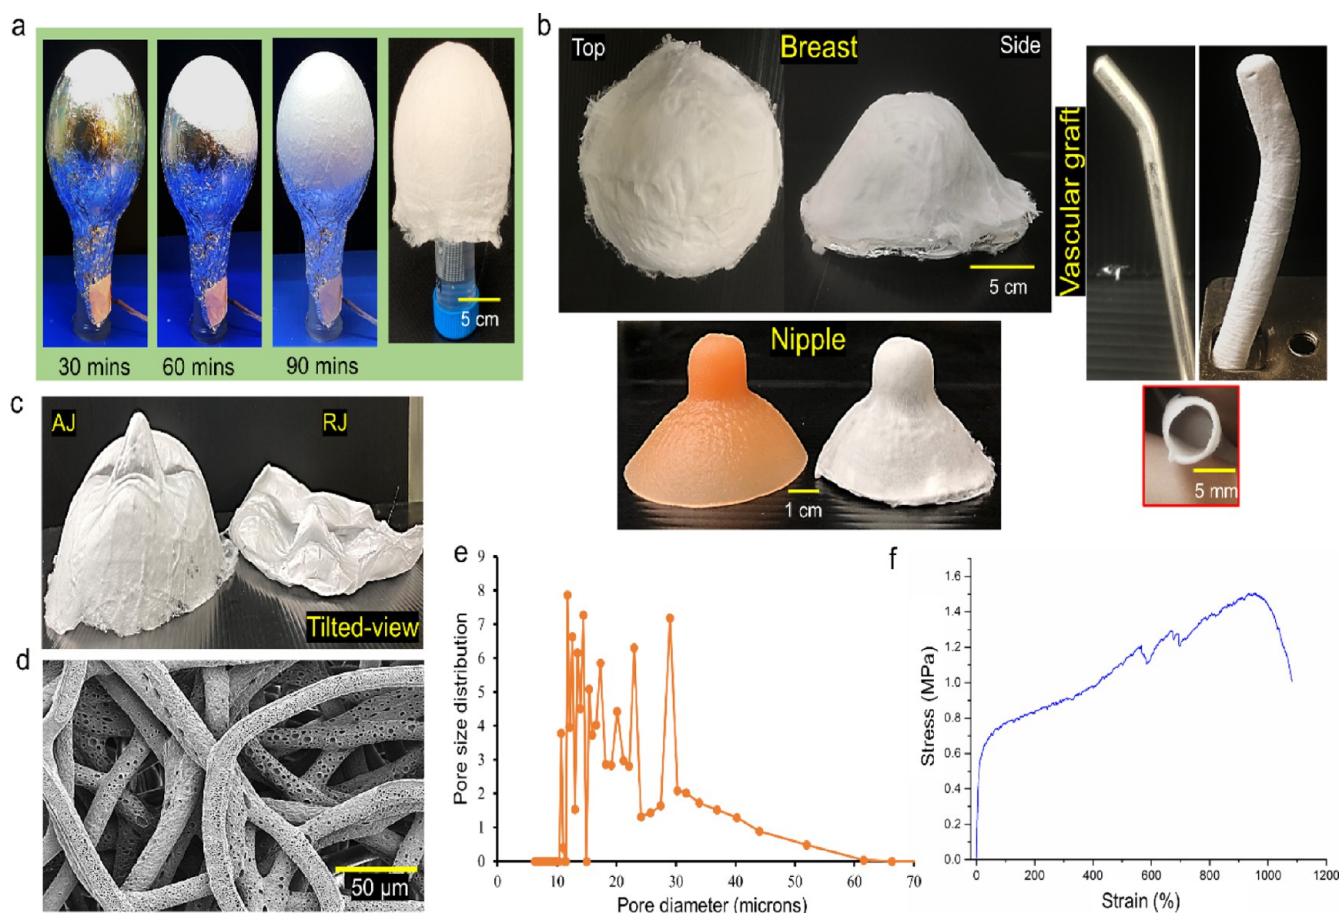 a
30 mins
60 mins
90 mins
5 cm
b
Top
Breast
Side
5 cm
Vascular graft
Nipple
1 cm
5 mm
c
AJ
RJ
Tilted-view
d
50 µm
e
Pore size distribution
9
8
7
6
5
4
3
2
1
0
0 10 20 30 40 50 60 70
Pore diameter (microns)
f
Stress (MPa)
1.6
1.4
1.2
1.0
0.8
0.6
0.4
0.2
0.0
0 200 400 600 800 1000 1200
Strain (%)